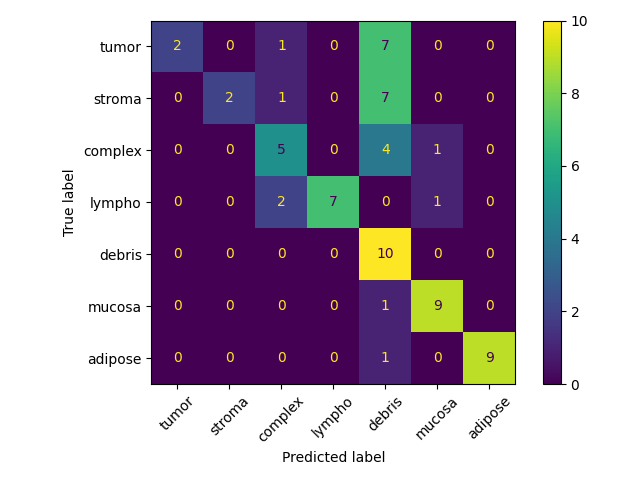 True label
tumor 2 0 1 0 7 0 0
stroma 0 2 1 0 7 0 0
complex 0 0 5 0 4 1 0
lympho 0 0 2 7 0 1 0
debris 0 0 0 0 10 0 0
mucosa 0 0 0 0 1 9 0
adipose 0 0 0 0 1 0 9
tumor stroma complex lympho debris mucosa adipose
Predicted label
10
8
6
4
2
0